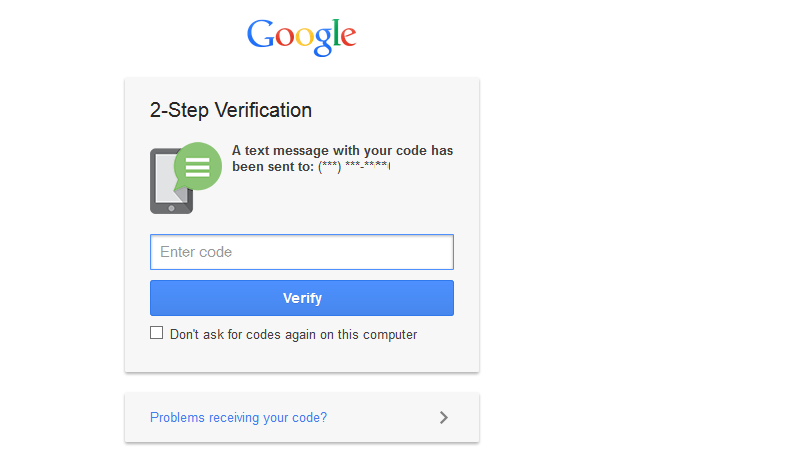 Google
2-Step Verification
A text message with your code has
been sent to: (***) ***-****
Enter code
Verify
Don't ask for codes again on this computer
Problems receiving your code?